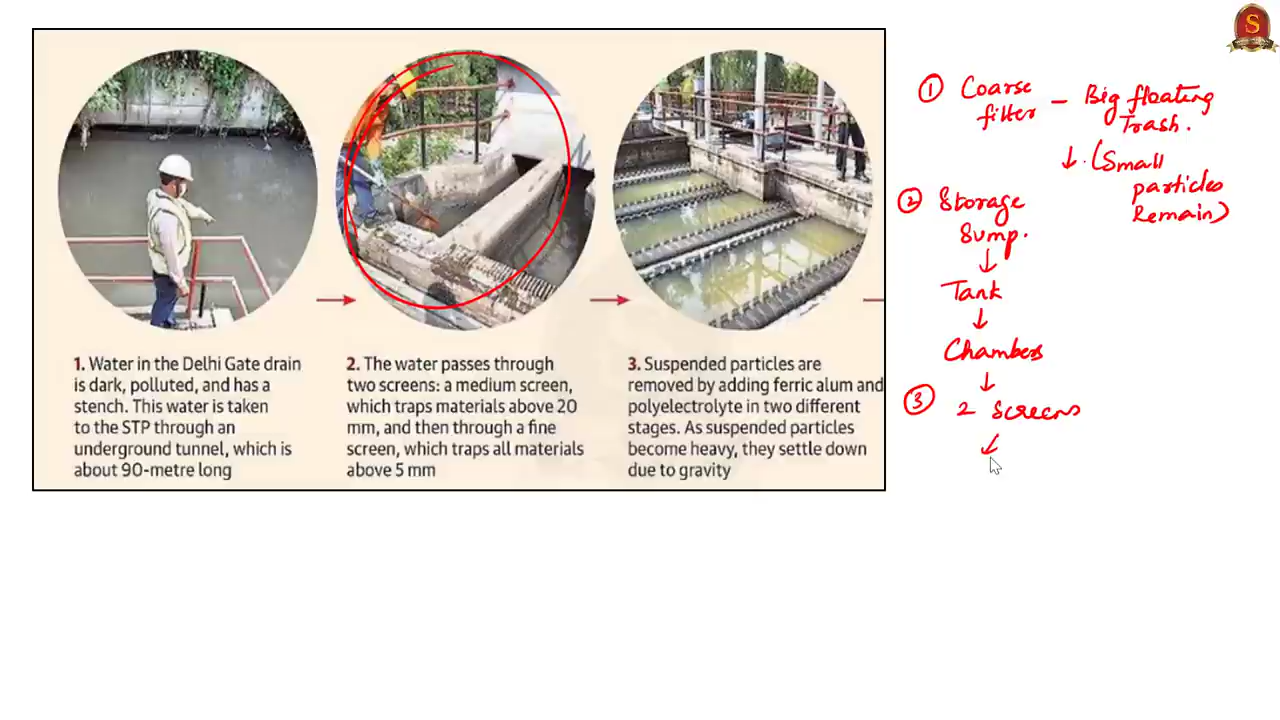 1. Water in the Delhi Gate drain
is dark, polluted, and has a
stench. This water is taken
to the STP through an
underground tunnel, which is
about 90-metre long
2. The water passes through
two screens: a medium screen,
which traps materials above 20
mm, and then through a fine
screen, which traps all materials
above 5 mm
3. Suspended particles are
removed by adding ferric alum and
polyelectrolyte in two different
stages. As suspended particles
become heavy, they settle down
due to gravity
① Coarse
filter – Big floating
Trash.
↓ (Small
particles
Remain)
② Storage
Sump.
↓
Tank
↓
Chambers
↓
③ 2 Screens
↓
S